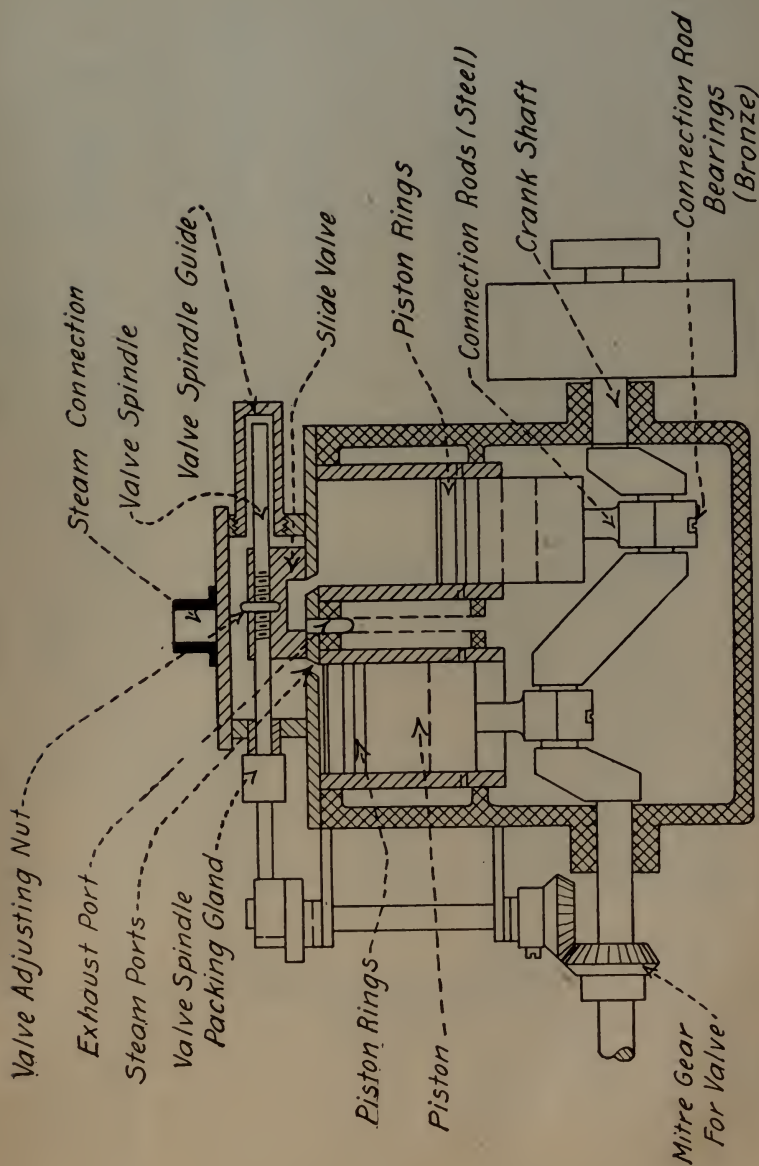 Valve Adjusting Nut
Exhaust Port
Steam Ports
Valve Spindle
Packing Gland
Piston Rings
Piston
Mitre Gear
For Valve
Steam Connection
Valve Spindle
Valve Spindle Guide
Slide Valve
Piston Rings
Connection Rods (Steel)
Crank Shaft
Connection Rod
Bearings
(Bronze)